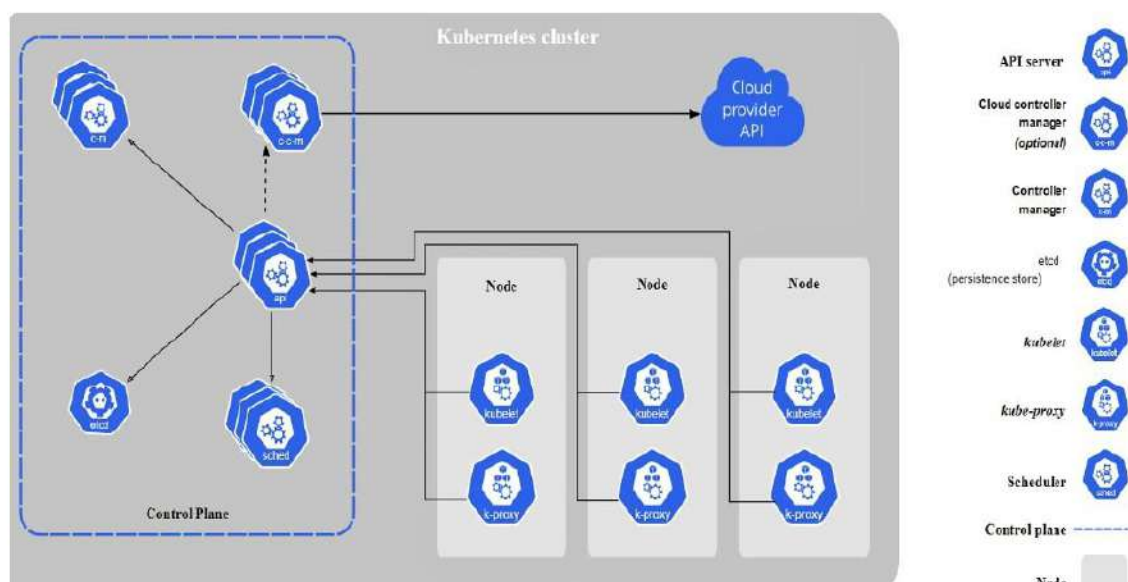 Kubernetes cluster
c-m
c-c-m
Cloud
provider
API
api
etcd
sched
Control Plane
Node
kubelet
k-proxy
Node
kubelet
k-proxy
Node
kubelet
k-proxy
API server
api
Cloud controller
manager
(optional)
c-c-m
Controller
manager
c-m
etcd
(persistence store)
etcd
kubelet
kubelet
kube-proxy
k-proxy
Scheduler
sched
Control plane
Node